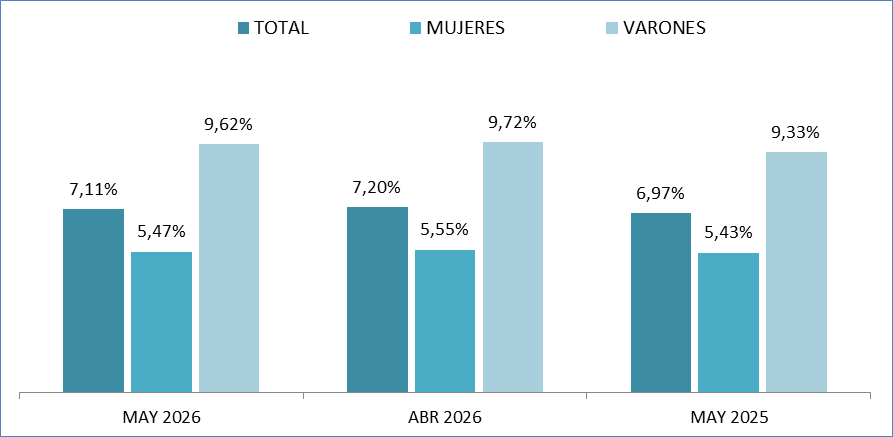 TOTAL MUJERES VARONES
9,62% 9,72% 9,33%
7,11% 7,20% 6,97%
5,47% 5,55% 5,43%
MAY 2026 ABR 2026 MAY 2025